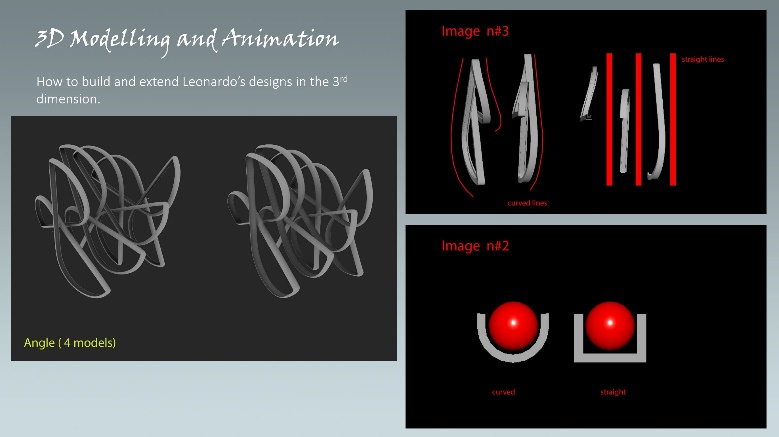 3D Modelling and Animation
How to build and extend Leonardo's designs in the 3rd
dimension.
Angle ( 4 models)
Image n#3
straight lines
curved lines
Image n#2
curved
straight